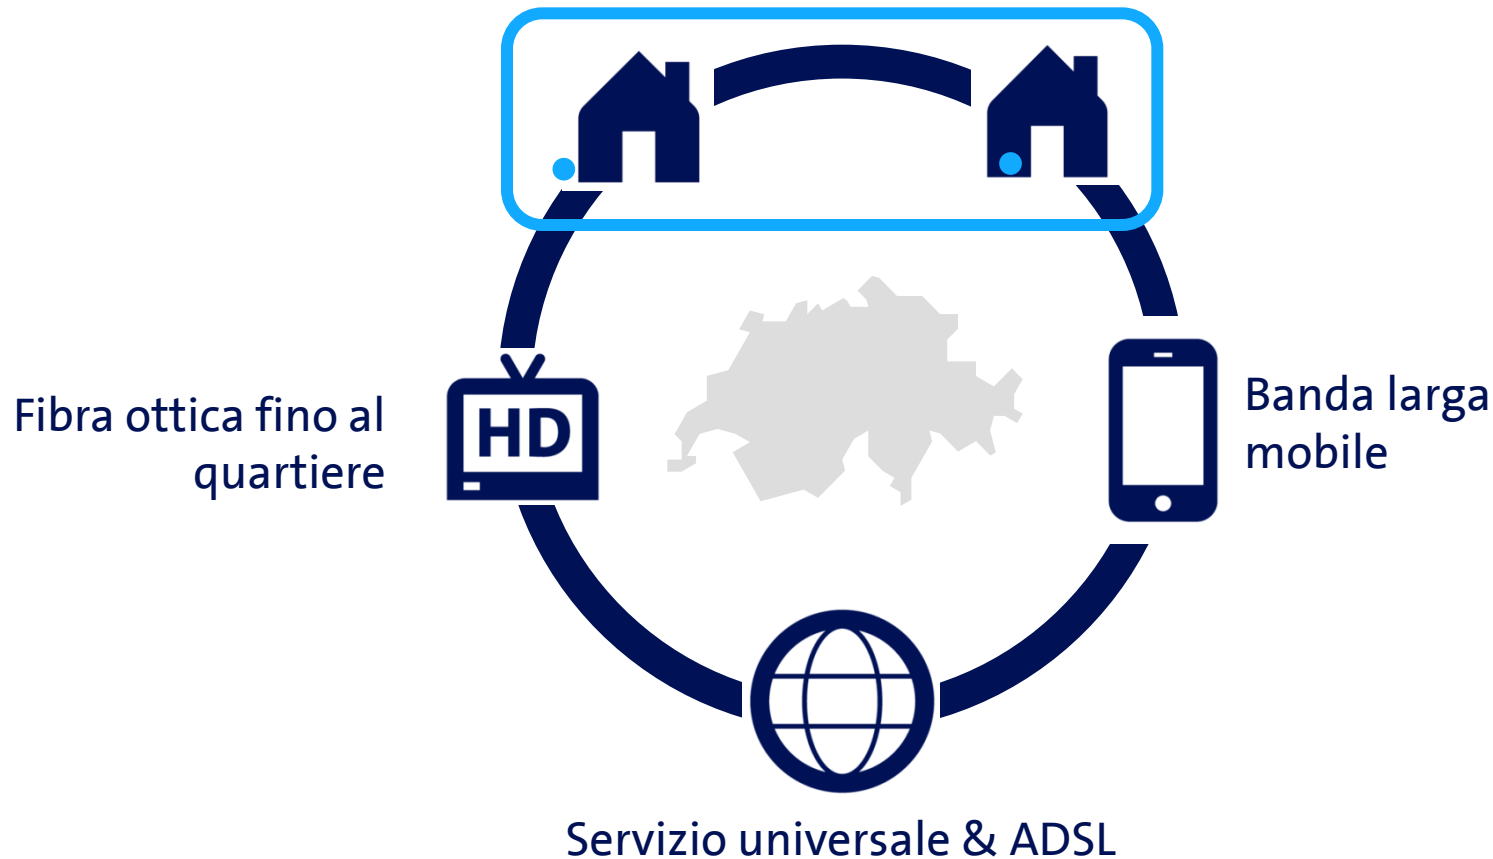 Fibra ottica fino al
quartiere
HD
Banda larga
mobile
Servizio universale & ADSL